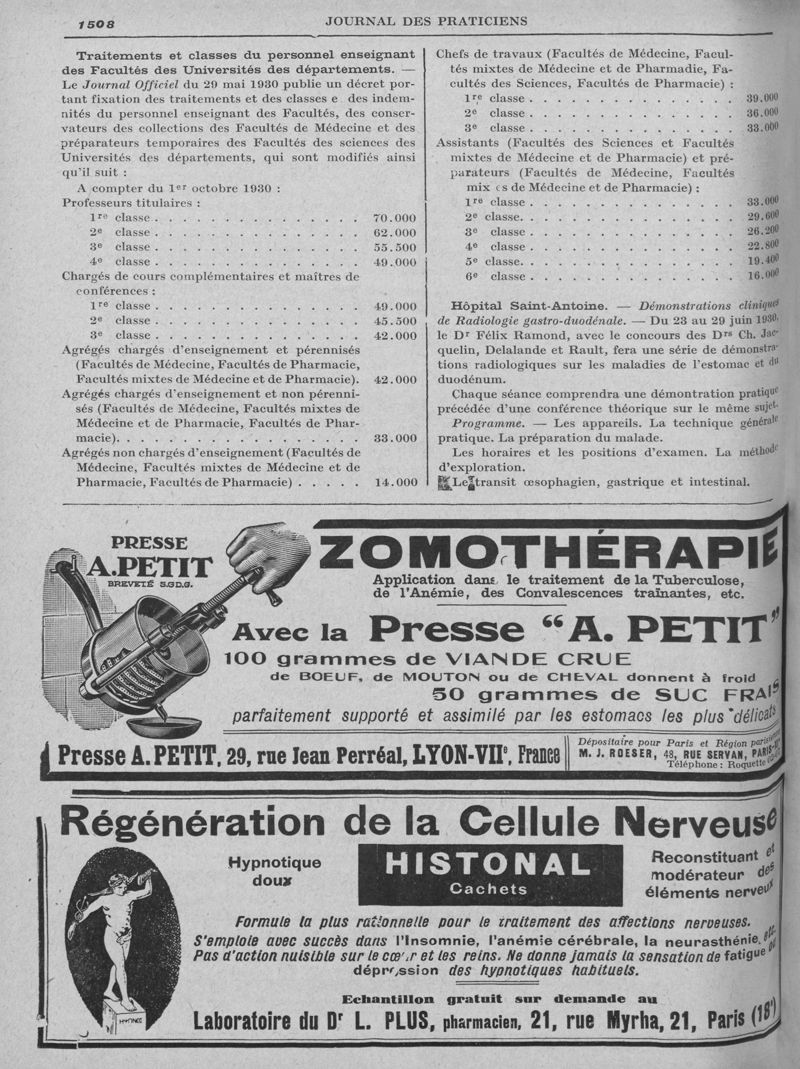 1508
JOURNAL DES PRATICIENS
Traitements et classes du personnel enseignant
des Facultés des Universités des départements. —
Le Journal Officiel du 29 mai 1930 publie un décret por-
tant fixation des traitements et des classes e des indem-
nités du personnel enseignant des Facultés, des conser-
vateurs des collections des Facultés de Médecine et des
préparateurs temporaires des Facultés des sciences des
Universités des départements, qui sont modifiés ainsi
qu'il suit :
A compter du 1er octobre 1930 :
Professeurs titulaires :
1re classe . . . . . . . . . . . . . . . 70.000
2e classe . . . . . . . . . . . . . . . 62.000
3e classe . . . . . . . . . . . . . . . 55.500
4e classe . . . . . . . . . . . . . . . 49.000
Chargés de cours complémentaires et maîtres de
conférences :
1re classe . . . . . . . . . . . . . . . 49.000
2e classe . . . . . . . . . . . . . . . 45.500
3e classe . . . . . . . . . . . . . . . 42.000
Agrégés chargés d'enseignement et pérennisés
(Facultés de Médecine, Facultés de Pharmacie,
Facultés mixtes de Médecine et de Pharmacie). 42.000
Agrégés chargés d'enseignement et non pérenni-
sés (Facultés de Médecine, Facultés mixtes de
Médecine et de Pharmacie, Facultés de Phar-
macie). . . . . . . . . . . . . . . . . . 33.000
Agrégés non chargés d'enseignement (Facultés de
Médecine, Facultés mixtes de Médecine et de
Pharmacie, Facultés de Pharmacie) . . . . . 14.000
Chefs de travaux (Facultés de Médecine, Facul-
tés mixtes de Médecine et de Pharmadie, Fa-
cultés des Sciences, Facultés de Pharmacie) :
1re classe . . . . . . . . . . . . . . . 39.000
2e classe . . . . . . . . . . . . . . . 36.000
3e classe . . . . . . . . . . . . . . . 33.000
Assistants (Facultés des Sciences et Facultés
mixtes de Médecine et de Pharmacie) et pré-
parateurs (Facultés de Médecine, Facultés
mix es de Médecine et de Pharmacie) :
1re classe . . . . . . . . . . . . . . . 33.000
2e classe. . . . . . . . . . . . . . . . 29.600
3e classe . . . . . . . . . . . . . . . 26.200
4e classe . . . . . . . . . . . . . . . 22.800
5e classe. . . . . . . . . . . . . . . . 19.400
6e classe . . . . . . . . . . . . . . . 16.000
Hôpital Saint-Antoine. — Démonstrations cliniques
de Radiologie gastro-duodénale. — Du 23 au 29 juin 1930,
le Dr Félix Ramond, avec le concours des Drs Ch. Jac-
quelin, Delalande et Rault, fera une série de démonstra-
tions radiologiques sur les maladies de l'estomac et du
duodénum.
Chaque séance comprendra une démontration pratique
précédée d'une conférence théorique sur le même sujet.
Programme. — Les appareils. La technique générale
pratique. La préparation du malade.
Les horaires et les positions d'examen. La méthode
d'exploration.
Le transit œsophagien, gastrique et intestinal.
PRESSE
A. PETIT
BREVETÉ S.G.D.G.
ZOMOTHÉRAPIE
Application dans le traitement de la Tuberculose,
de l'Anémie, des Convalescences traînantes, etc.
Avec la Presse "A. PETIT"
100 grammes de VIANDE CRUE
de BOEUF, de MOUTON ou de CHEVAL donnent à froid
50 grammes de SUC FRAIS
parfaitement supporté et assimilé par les estomacs les plus délicats
Presse A. PETIT, 29, rue Jean Perréal, LYON-VIIe, France
Dépositaire pour Paris et Région parisienne
M. J. ROESER, 48, RUE SERVAN, PARIS
Téléphone : Roquette
Régénération de la Cellule Nerveuse
Hypnotique
doux
HISTONAL
Cachets
Reconstituant et
modérateur des
éléments nerveux
Formule la plus rationnelle pour le traitement des affections nerveuses.
S'emploie avec succès dans l'Insomnie, l'anémie cérébrale, la neurasthénie, etc.
Pas d'action nuisible sur le cœur et les reins. Ne donne jamais la sensation de fatigue et
dépression des hypnotiques habituels.
Echantillon gratuit sur demande au
Laboratoire du Dr L. PLUS, pharmacien, 21, rue Myrha, 21, Paris (18e)